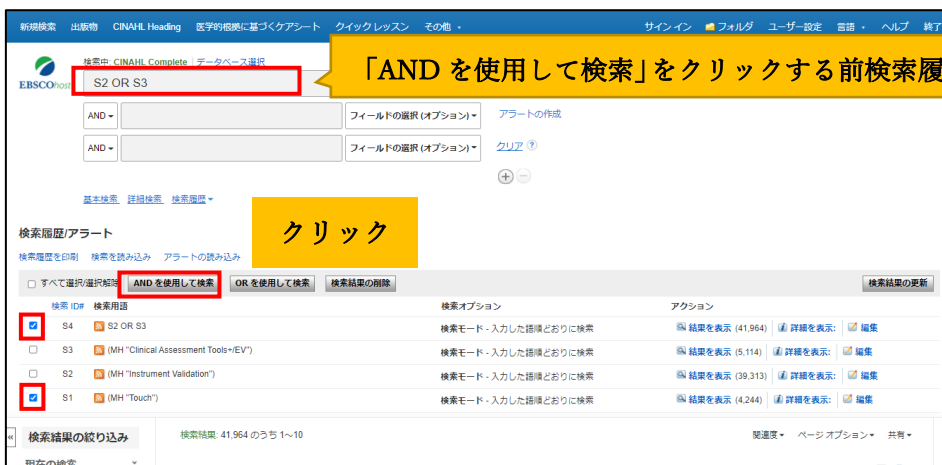 新規検索 出版物 CINAHL Heading 医学的根拠に基づくケアシート クイックレッスン その他 サインイン フォルダ ユーザー設定 言語 ヘルプ 終了
検索中: CINAHL Complete データベース選択
「AND を使用して検索」をクリックする前検索履
EBSCOhost S2 OR S3
AND フィールドの選択 (オプション) アラートの作成
AND フィールドの選択 (オプション) クリア ?
基本検索 詳細検索 検索履歴
クリック
検索履歴/アラート
検索履歴を印刷 検索を読み込み アラートの読み込み
すべて選択/選択解除 AND を使用して検索 OR を使用して検索 検索結果の削除 検索結果の更新
検索 ID# 検索用語 検索オプション アクション
S4 S2 OR S3 検索モード - 入力した語順どおりに検索 結果を表示 (41,964) 詳細を表示: 編集
S3 (MH "Clinical Assessment Tools+/EV") 検索モード - 入力した語順どおりに検索 結果を表示 (5,114) 詳細を表示: 編集
S2 (MH "Instrument Validation") 検索モード - 入力した語順どおりに検索 結果を表示 (39,313) 詳細を表示: 編集
S1 (MH "Touch") 検索モード - 入力した語順どおりに検索 結果を表示 (4,244) 詳細を表示: 編集
« 検索結果の絞り込み 検索結果: 41,964 のうち 1～10 関連度 ページ オプション 共有
現在の検索